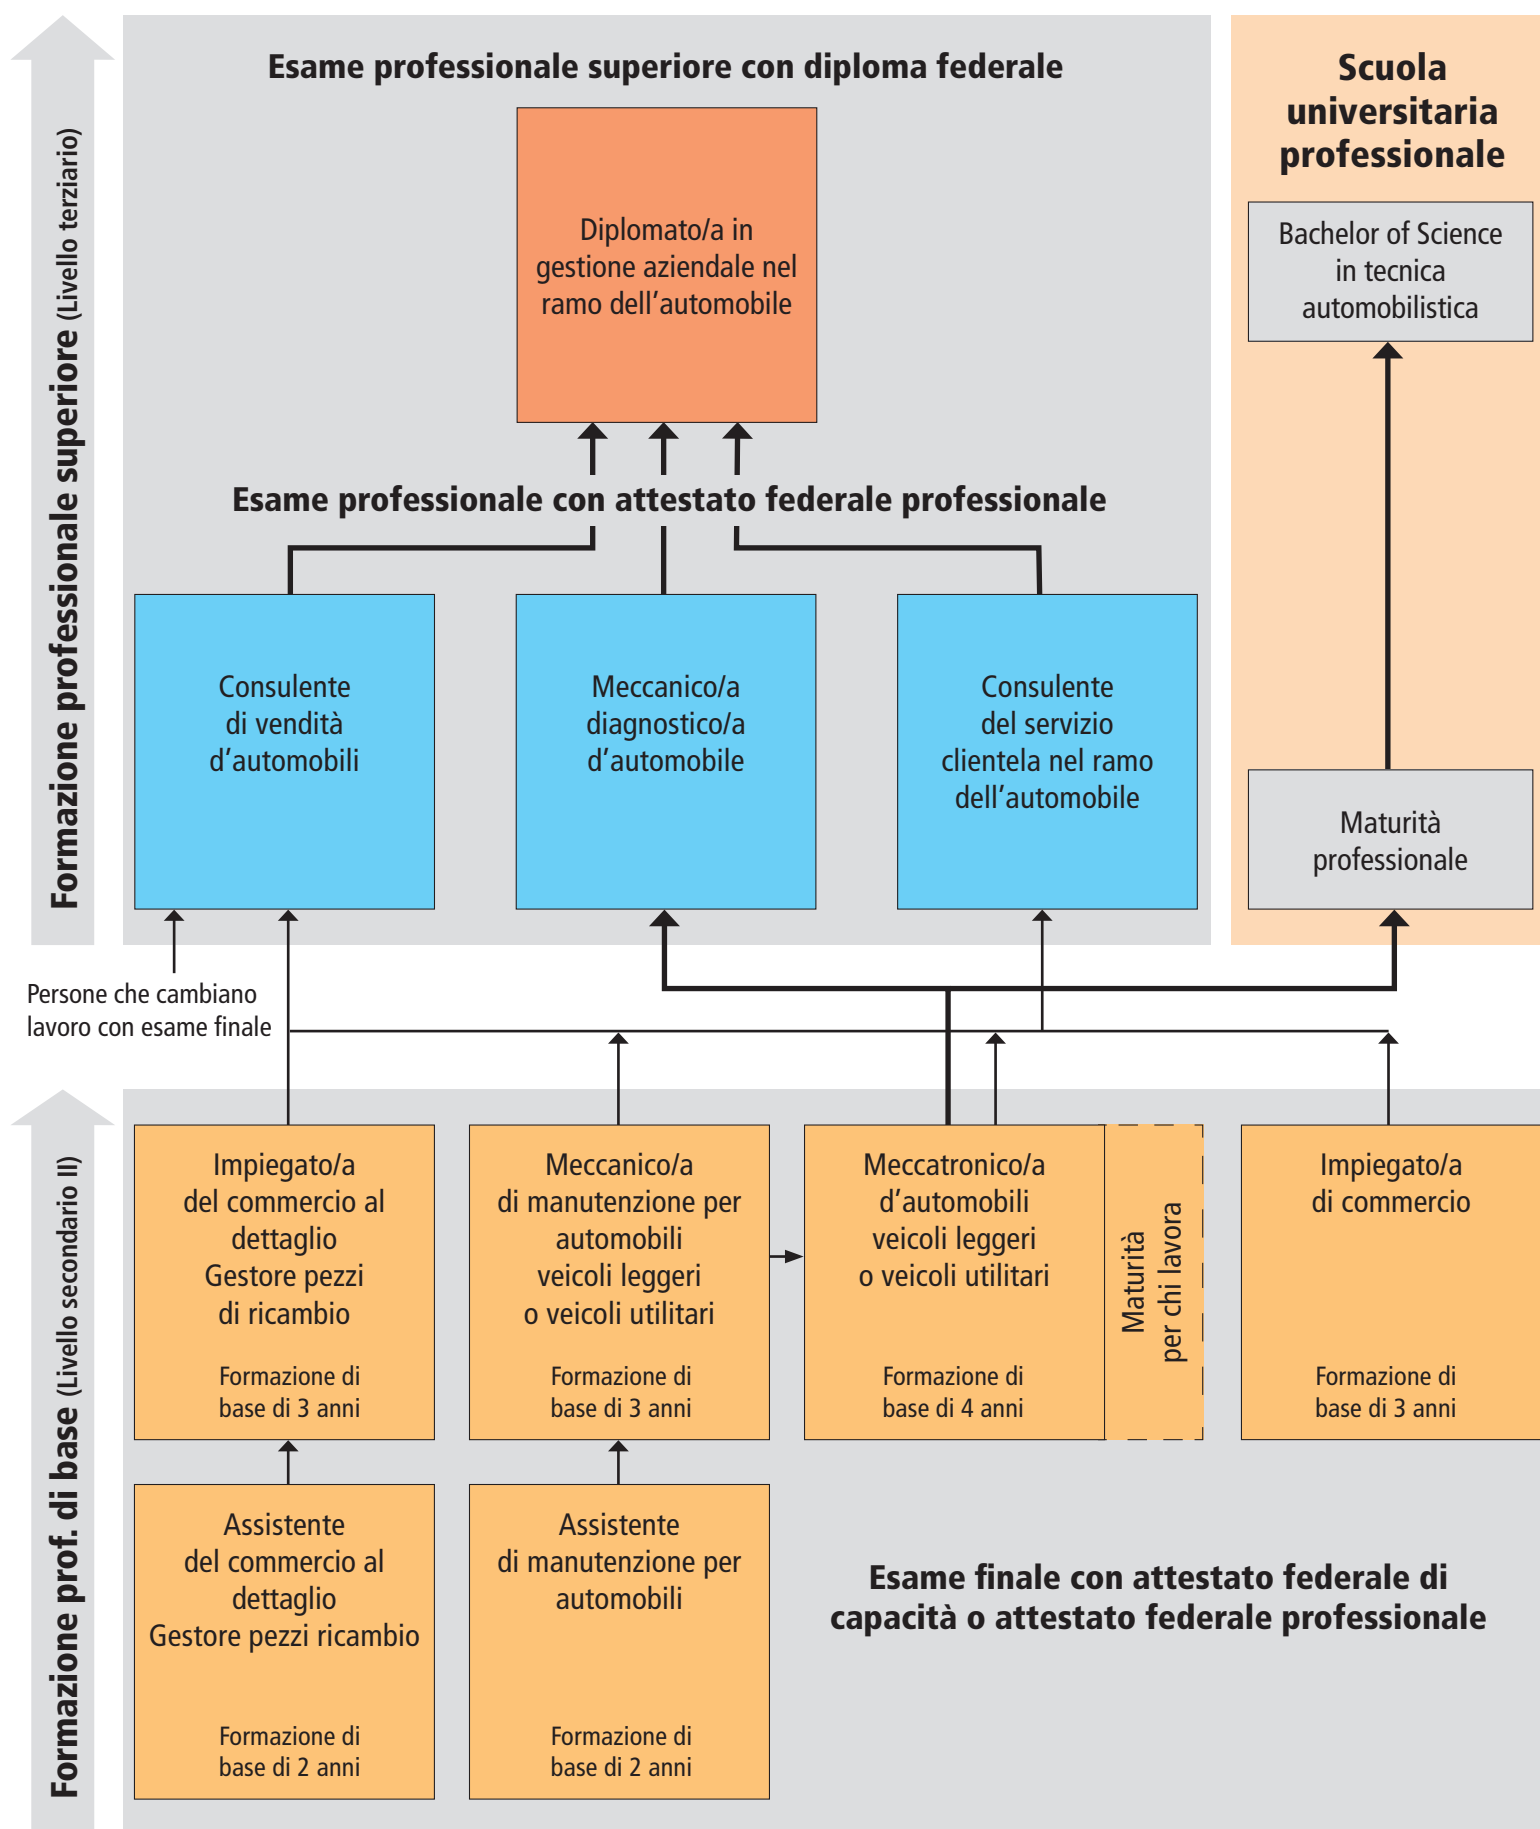 Esame professionale superiore con diploma federale
Scuola
universitaria
professionale
Formazione professionale superiore (Livello terziario)
Diplomato/a in
gestione aziendale nel
ramo dell’automobile
Bachelor of Science
in tecnica
automobilistica
Esame professionale con attestato federale professionale
Consulente
di vendità
d’automobili
Meccanico/a
diagnostico/a
d’automobile
Consulente
del servizio
clientela nel ramo
dell’automobile
Maturità
professionale
Persone che cambiano
lavoro con esame finale
Formazione prof. di base (Livello secondario II)
Impiegato/a
del commercio al
dettaglio
Gestore pezzi
di ricambio
Formazione di
base di 3 anni
Meccanico/a
di manutenzione per
automobili
veicoli leggeri
o veicoli utilitari
Formazione di
base di 3 anni
Meccatronico/a
d’automobili
veicoli leggeri
o veicoli utilitari
Formazione di
base di 4 anni
Maturità
per chi lavora
Impiegato/a
di commercio
Formazione di
base di 3 anni
Assistente
del commercio al
dettaglio
Gestore pezzi ricambio
Formazione di
base di 2 anni
Assistente
di manutenzione per
automobili
Formazione di
base di 2 anni
Esame finale con attestato federale di
capacità o attestato federale professionale